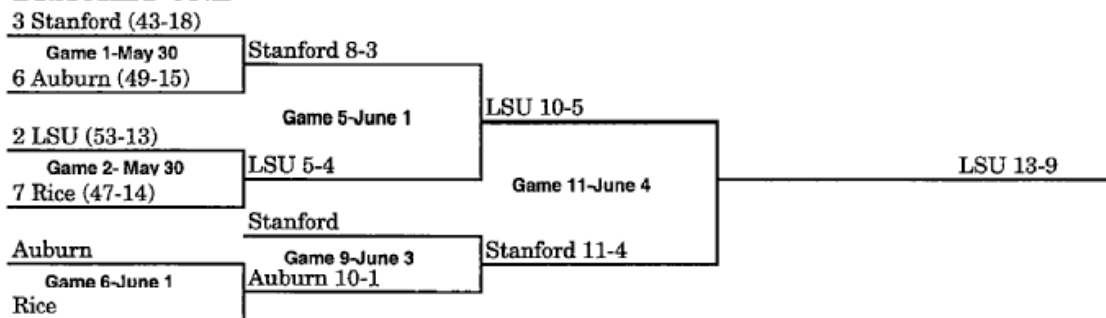 3 Stanford (43-18)
Game 1-May 30
Stanford 8-3
6 Auburn (49-15)
Game 5-June 1
LSU 10-5
2 LSU (53-13)
Game 2- May 30
LSU 5-4
LSU 13-9
7 Rice (47-14)
Game 11-June 4
Stanford
Auburn
Game 9-June 3
Stanford 11-4
Game 6-June 1
Auburn 10-1
Rice